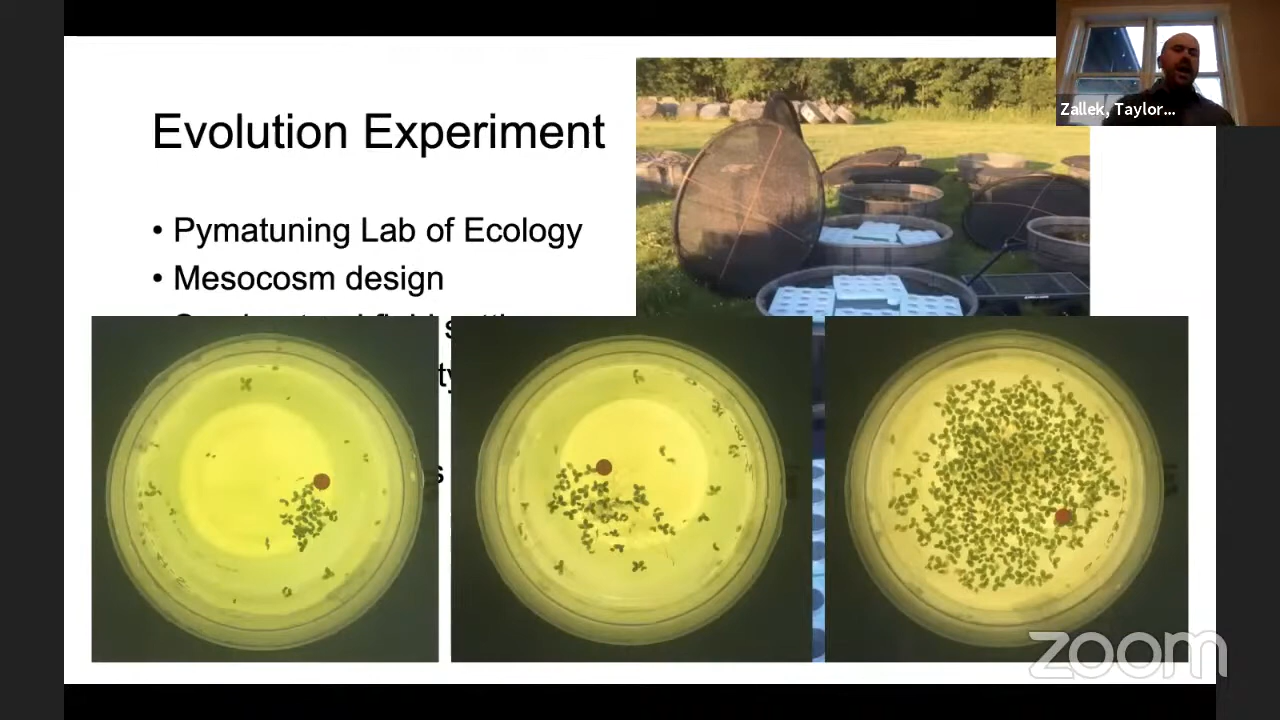 Evolution Experiment
• Pymatuning Lab of Ecology
• Mesocosm design
Zallek, Taylor...
zoom